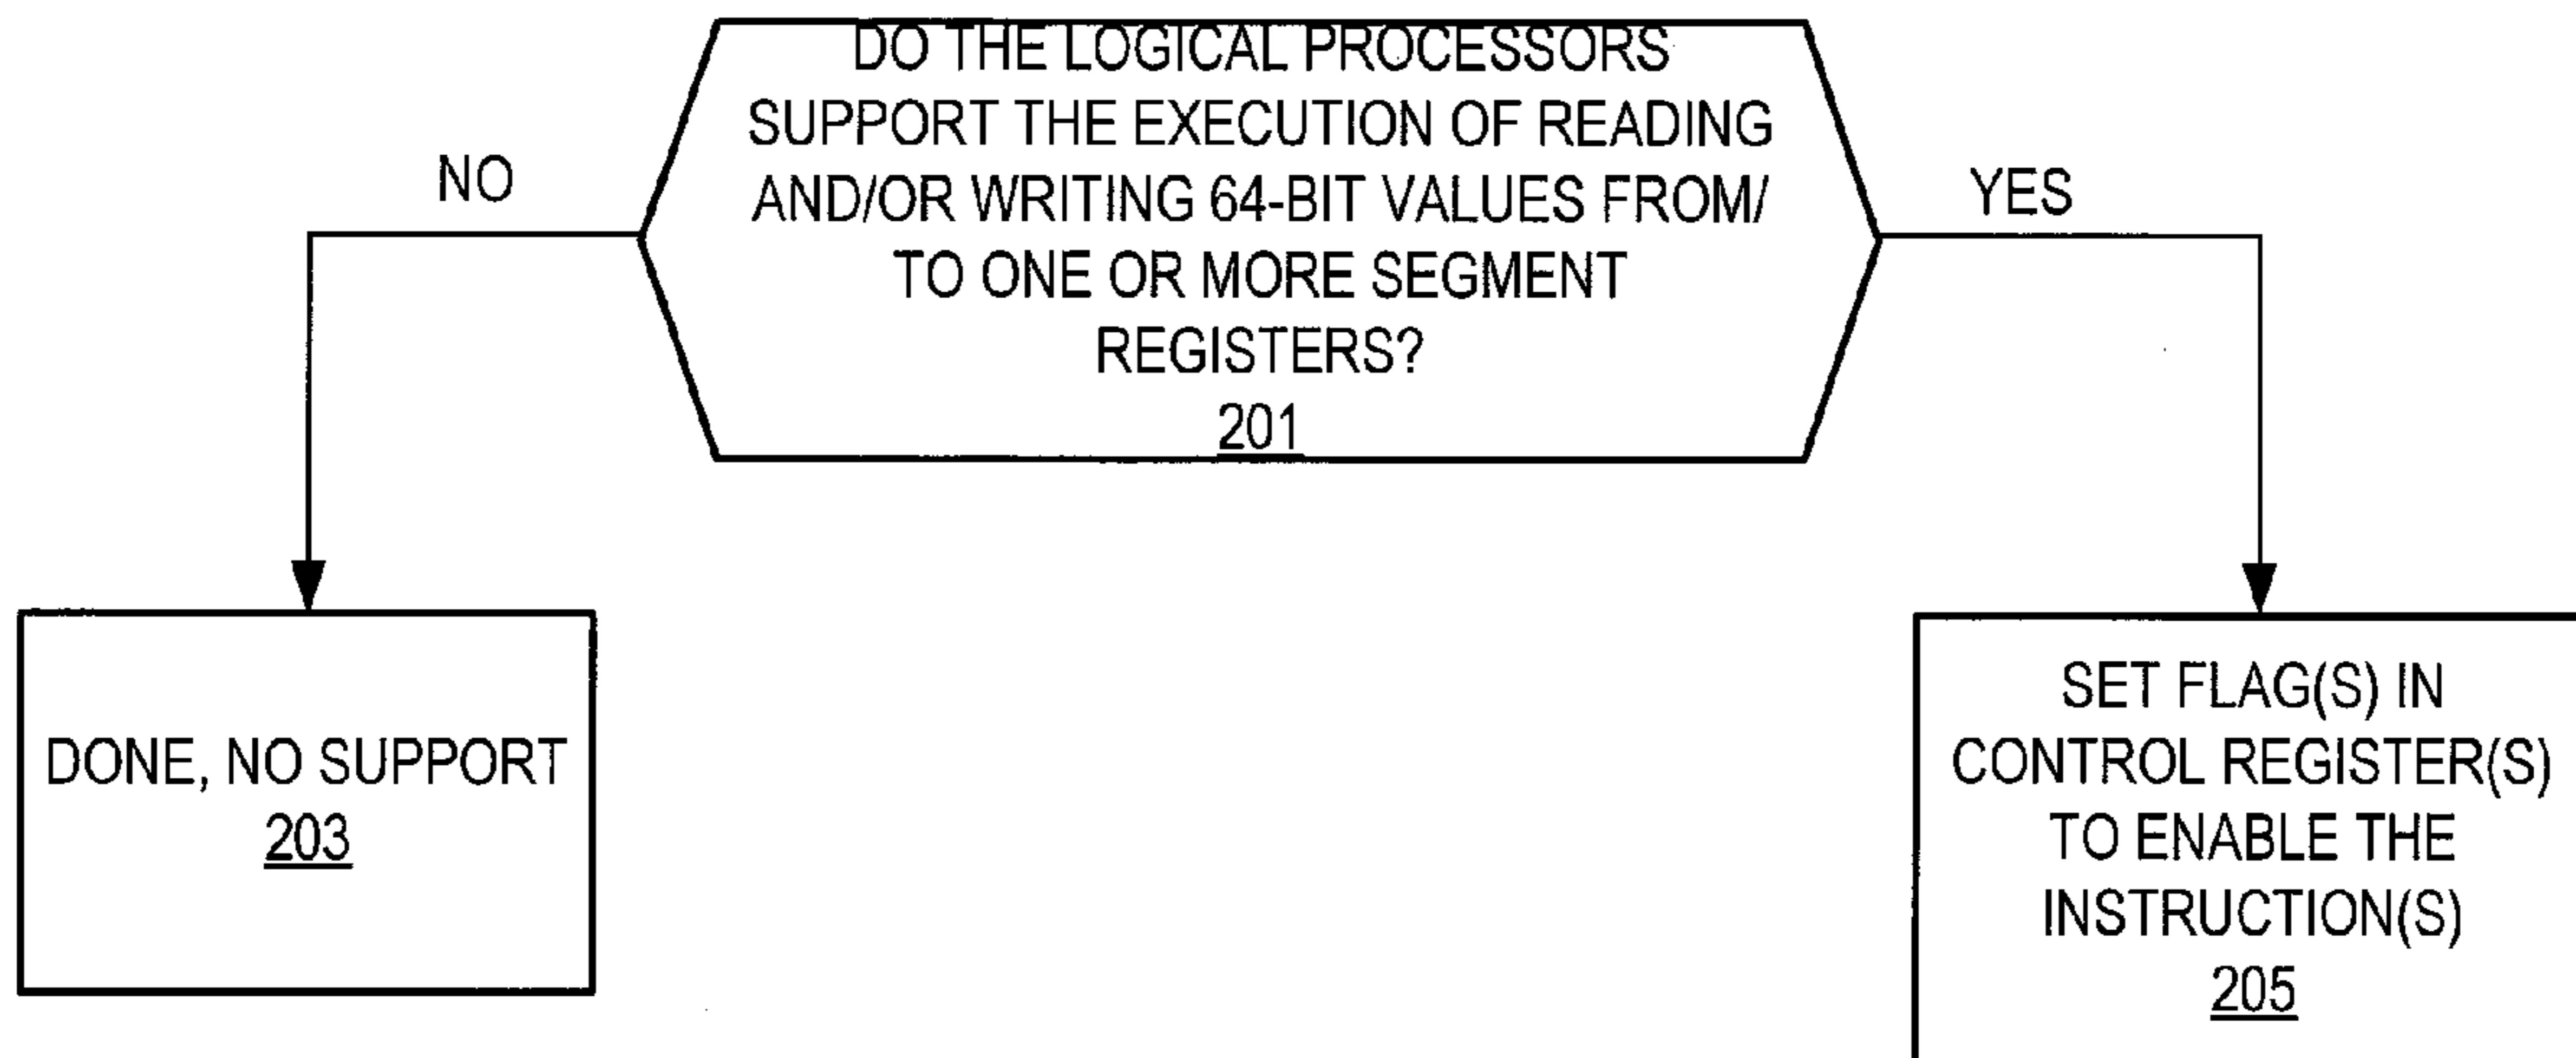 DO THE LOGICAL PROCESSORS
SUPPORT THE EXECUTION OF READING
AND/OR WRITING 64-BIT VALUES FROM/
TO ONE OR MORE SEGMENT
REGISTERS?
201
NO
YES
DONE, NO SUPPORT
203
SET FLAG(S) IN
CONTROL REGISTER(S)
TO ENABLE THE
INSTRUCTION(S)
205